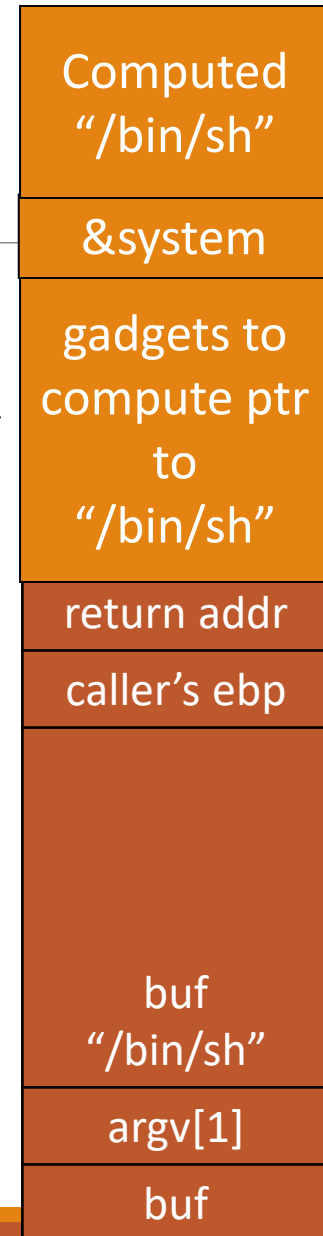 Computed
“/bin/sh”
&system
gadgets to
compute ptr
to
“/bin/sh”
return addr
caller’s ebp
buf
“/bin/sh”
argv[1]
buf